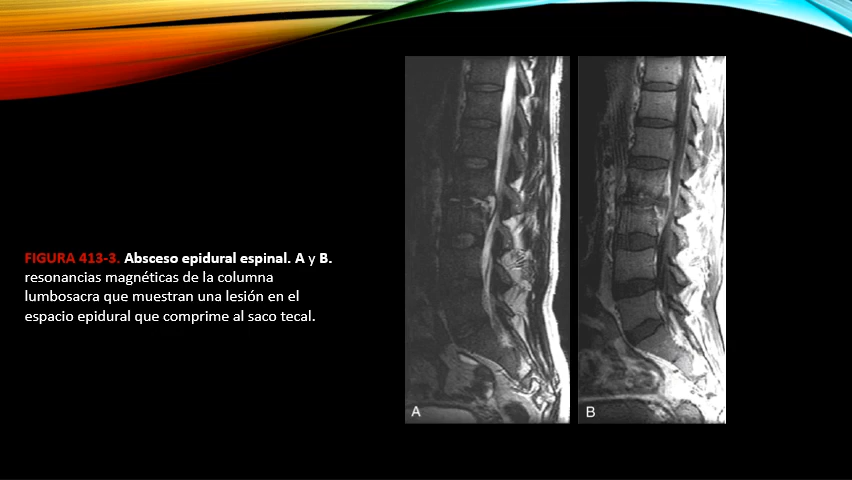 FIGURA 413-3. Absceso epidural espinal. A y B.
resonancias magnéticas de la columna
lumbosacra que muestran una lesión en el
espacio epidural que comprime al saco tecal.
A
B